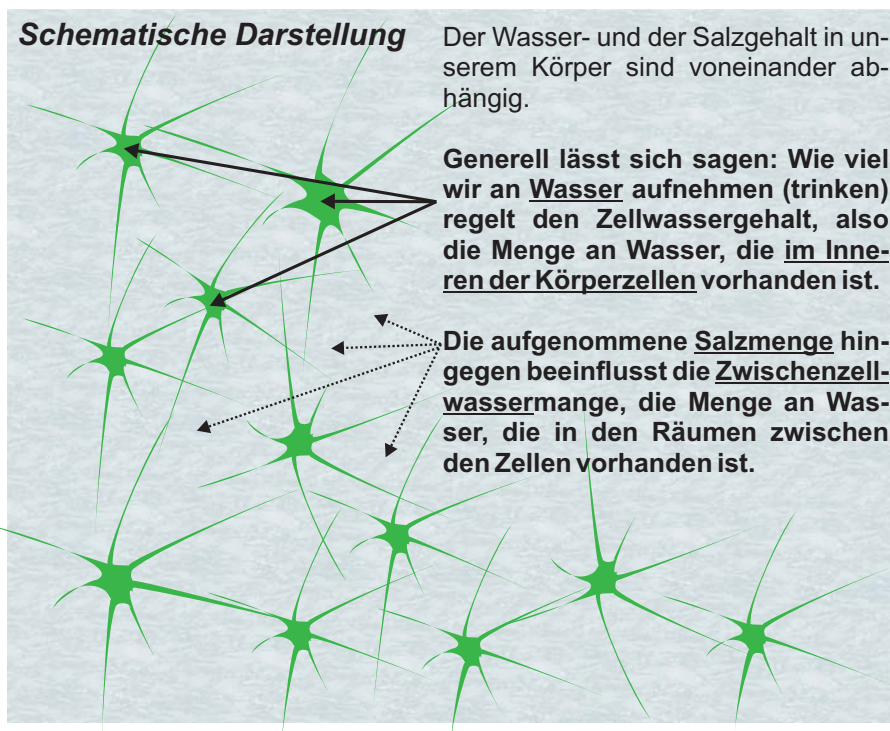 Schematische Darstellung
Der Wasser- und der Salzgehalt in un-
serem Körper sind voneinander ab-
hängig.
Generell lässt sich sagen: Wie viel
wir an Wasser aufnehmen (trinken)
regelt den Zellwassergehalt, also
die Menge an Wasser, die im Inne-
ren der Körperzellen vorhanden ist.
Die aufgenommene Salzmenge hin-
gegen beeinflusst die Zwischenzell-
wassermange, die Menge an Was-
ser, die in den Räumen zwischen
den Zellen vorhanden ist.